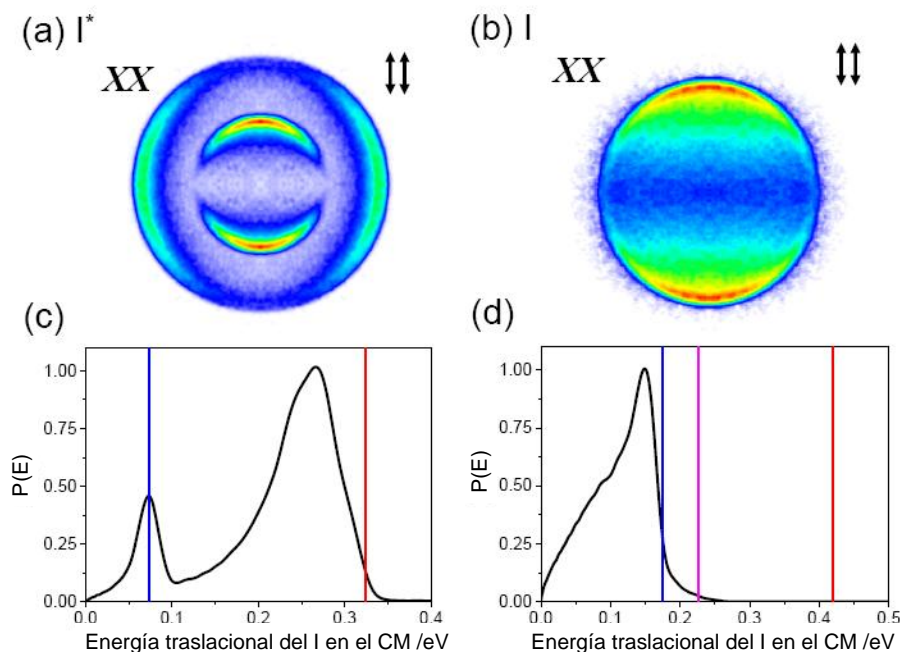 (a) I*
XX
(b) I
XX
(c)
1.00
0.75
0.50
0.25
0.00
P(E)
0.0 0.1 0.2 0.3 0.4
Energía traslacional del I en el CM /eV
(d)
1.00
0.75
0.50
0.25
0.00
P(E)
0.0 0.1 0.2 0.3 0.4 0.5
Energía traslacional del I en el CM /eV